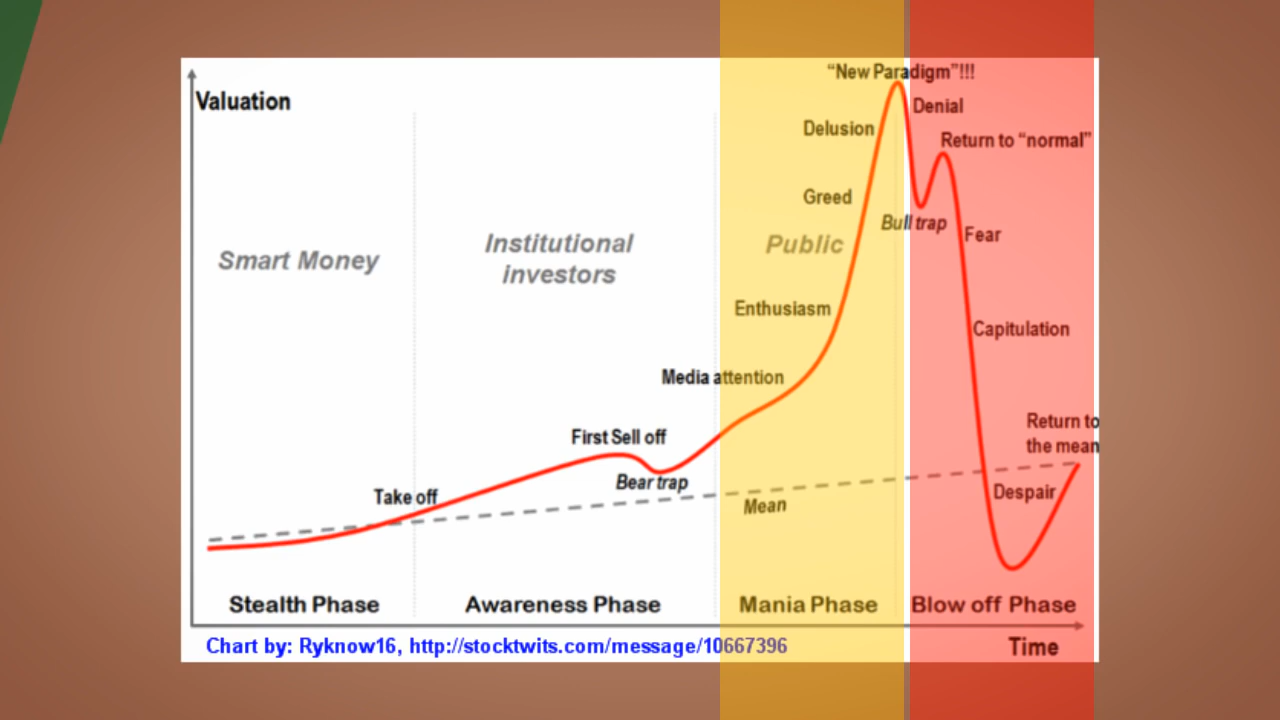 “New Paradigm”!!!
Valuation
Denial
Delusion
Return to “normal”
Greed
Bull trap
Fear
Smart Money
Institutional
investors
Public
Enthusiasm
Capitulation
Media attention
First Sell off
Return to
the mean
Bear trap
Take off
Mean
Despair
Stealth Phase
Awareness Phase
Mania Phase
Blow off Phase
Chart by: Ryknow16, http://stocktwits.com/message/10667396
Time